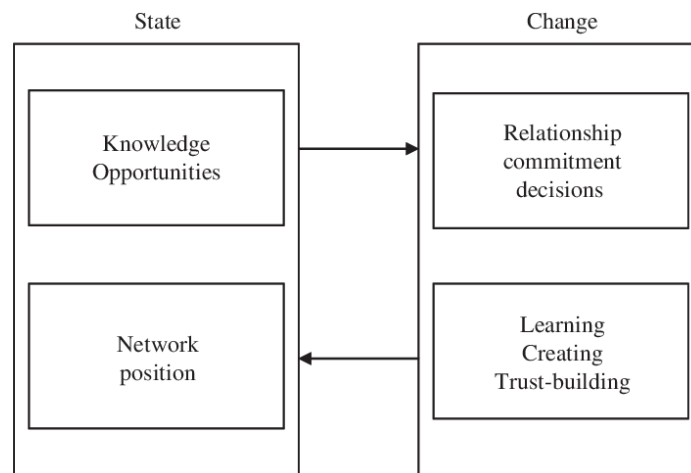 State
Change
Knowledge
Opportunities
Relationship
commitment
decisions
Network
position
Learning
Creating
Trust-building